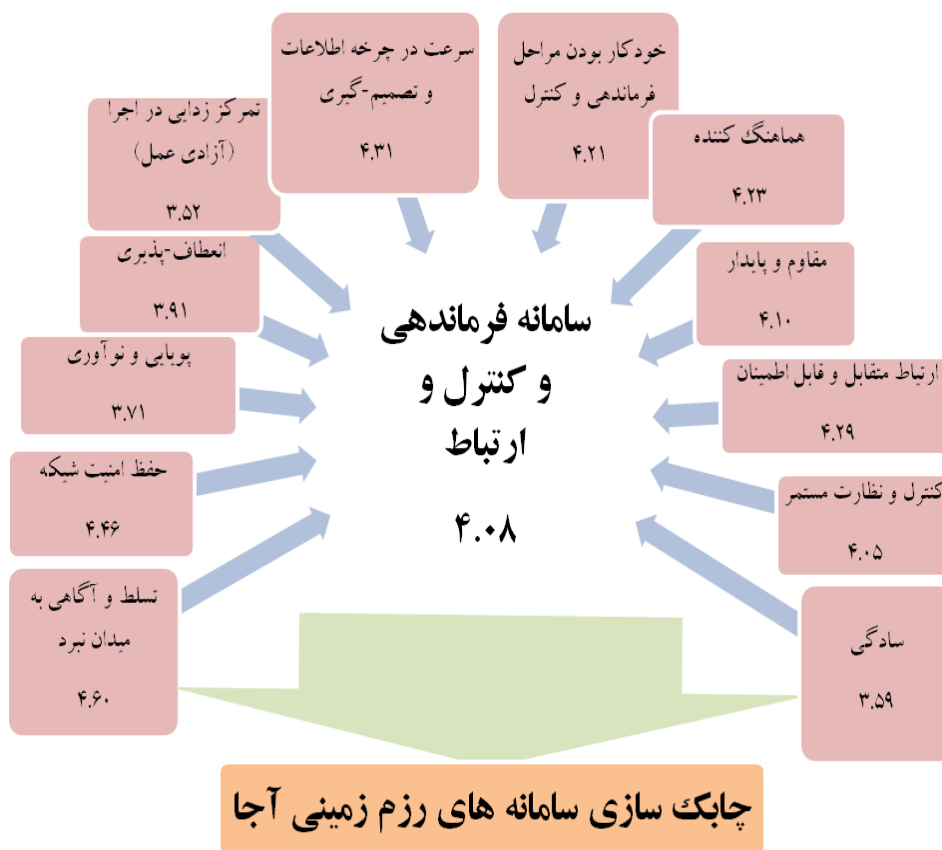 خودکار بودن مراحل
فرماندهی و کنترل
۴.۲۱
سرعت در چرخه اطلاعات
و تصمیم-گیری
۴.۳۱
هماهنگ کننده
۴.۲۳
تمرکز زدایی در اجرا
(آزادی عمل)
۳.۵۲
مقاوم و پایدار
۴.۱۰
انعطاف-پذیری
۳.۹۱
ارتباط متقابل و قابل اطمینان
۴.۲۹
پویایی و نوآوری
۳.۷۱
کنترل و نظارت مستمر
۴.۰۵
حفظ امنیت شبکه
۴.۴۶
سادگی
۳.۵۹
تسلط و آگاهی به
میدان نبرد
۴.۶۰
سامانه فرماندهی
و کنترل و
ارتباط
۴.۰۸
چابک سازی سامانه های رزم زمینی آجا